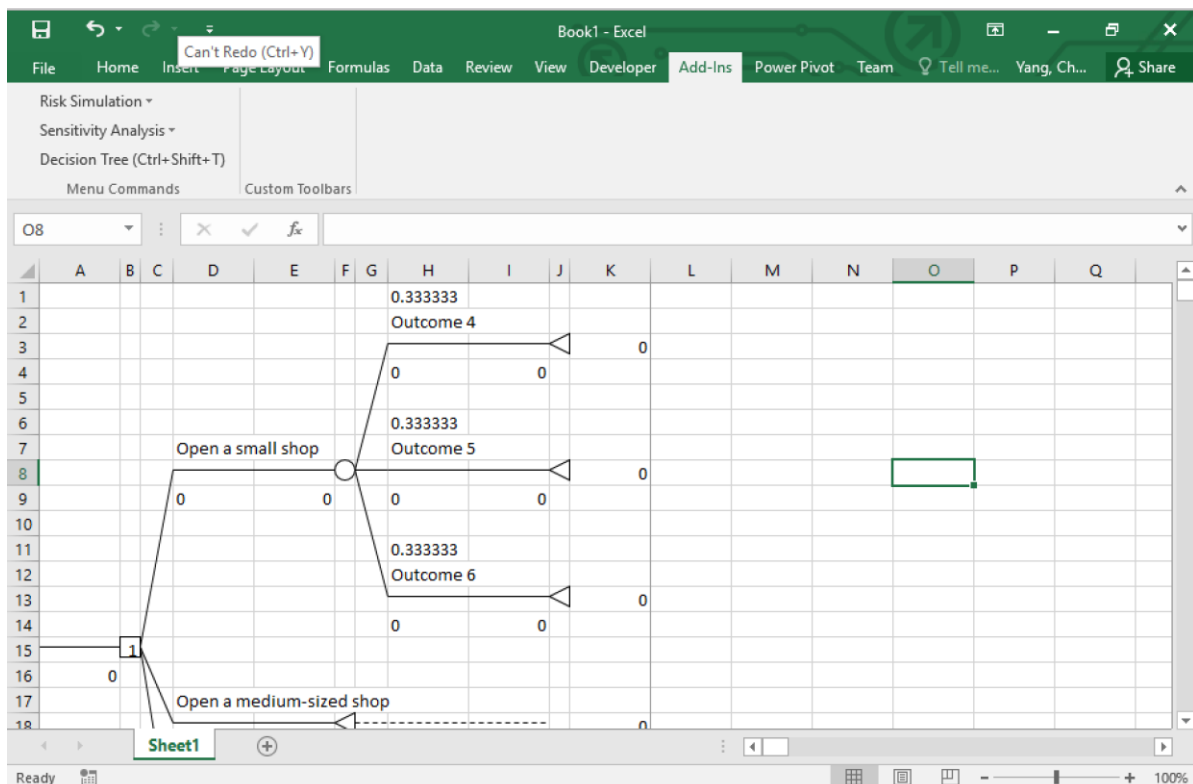 Book1 - Excel
Can't Redo (Ctrl+Y)
File Home Insert Page Layout Formulas Data Review View Developer Add-Ins Power Pivot Team Tell me... Yang, Ch... Share
Risk Simulation
Sensitivity Analysis
Decision Tree (Ctrl+Shift+T)
Menu Commands Custom Toolbars
O8 fx
A B C D E F G H I J K L M N O P Q
1 0.333333
2 Outcome 4
3 0
4 0 0
5
6 0.333333
7 Open a small shop Outcome 5
8 0
9 0 0 0 0
10
11 0.333333
12 Outcome 6
13 0
14 0 0
15 1
16 0
17 Open a medium-sized shop
18 0
Sheet1
Ready 100%